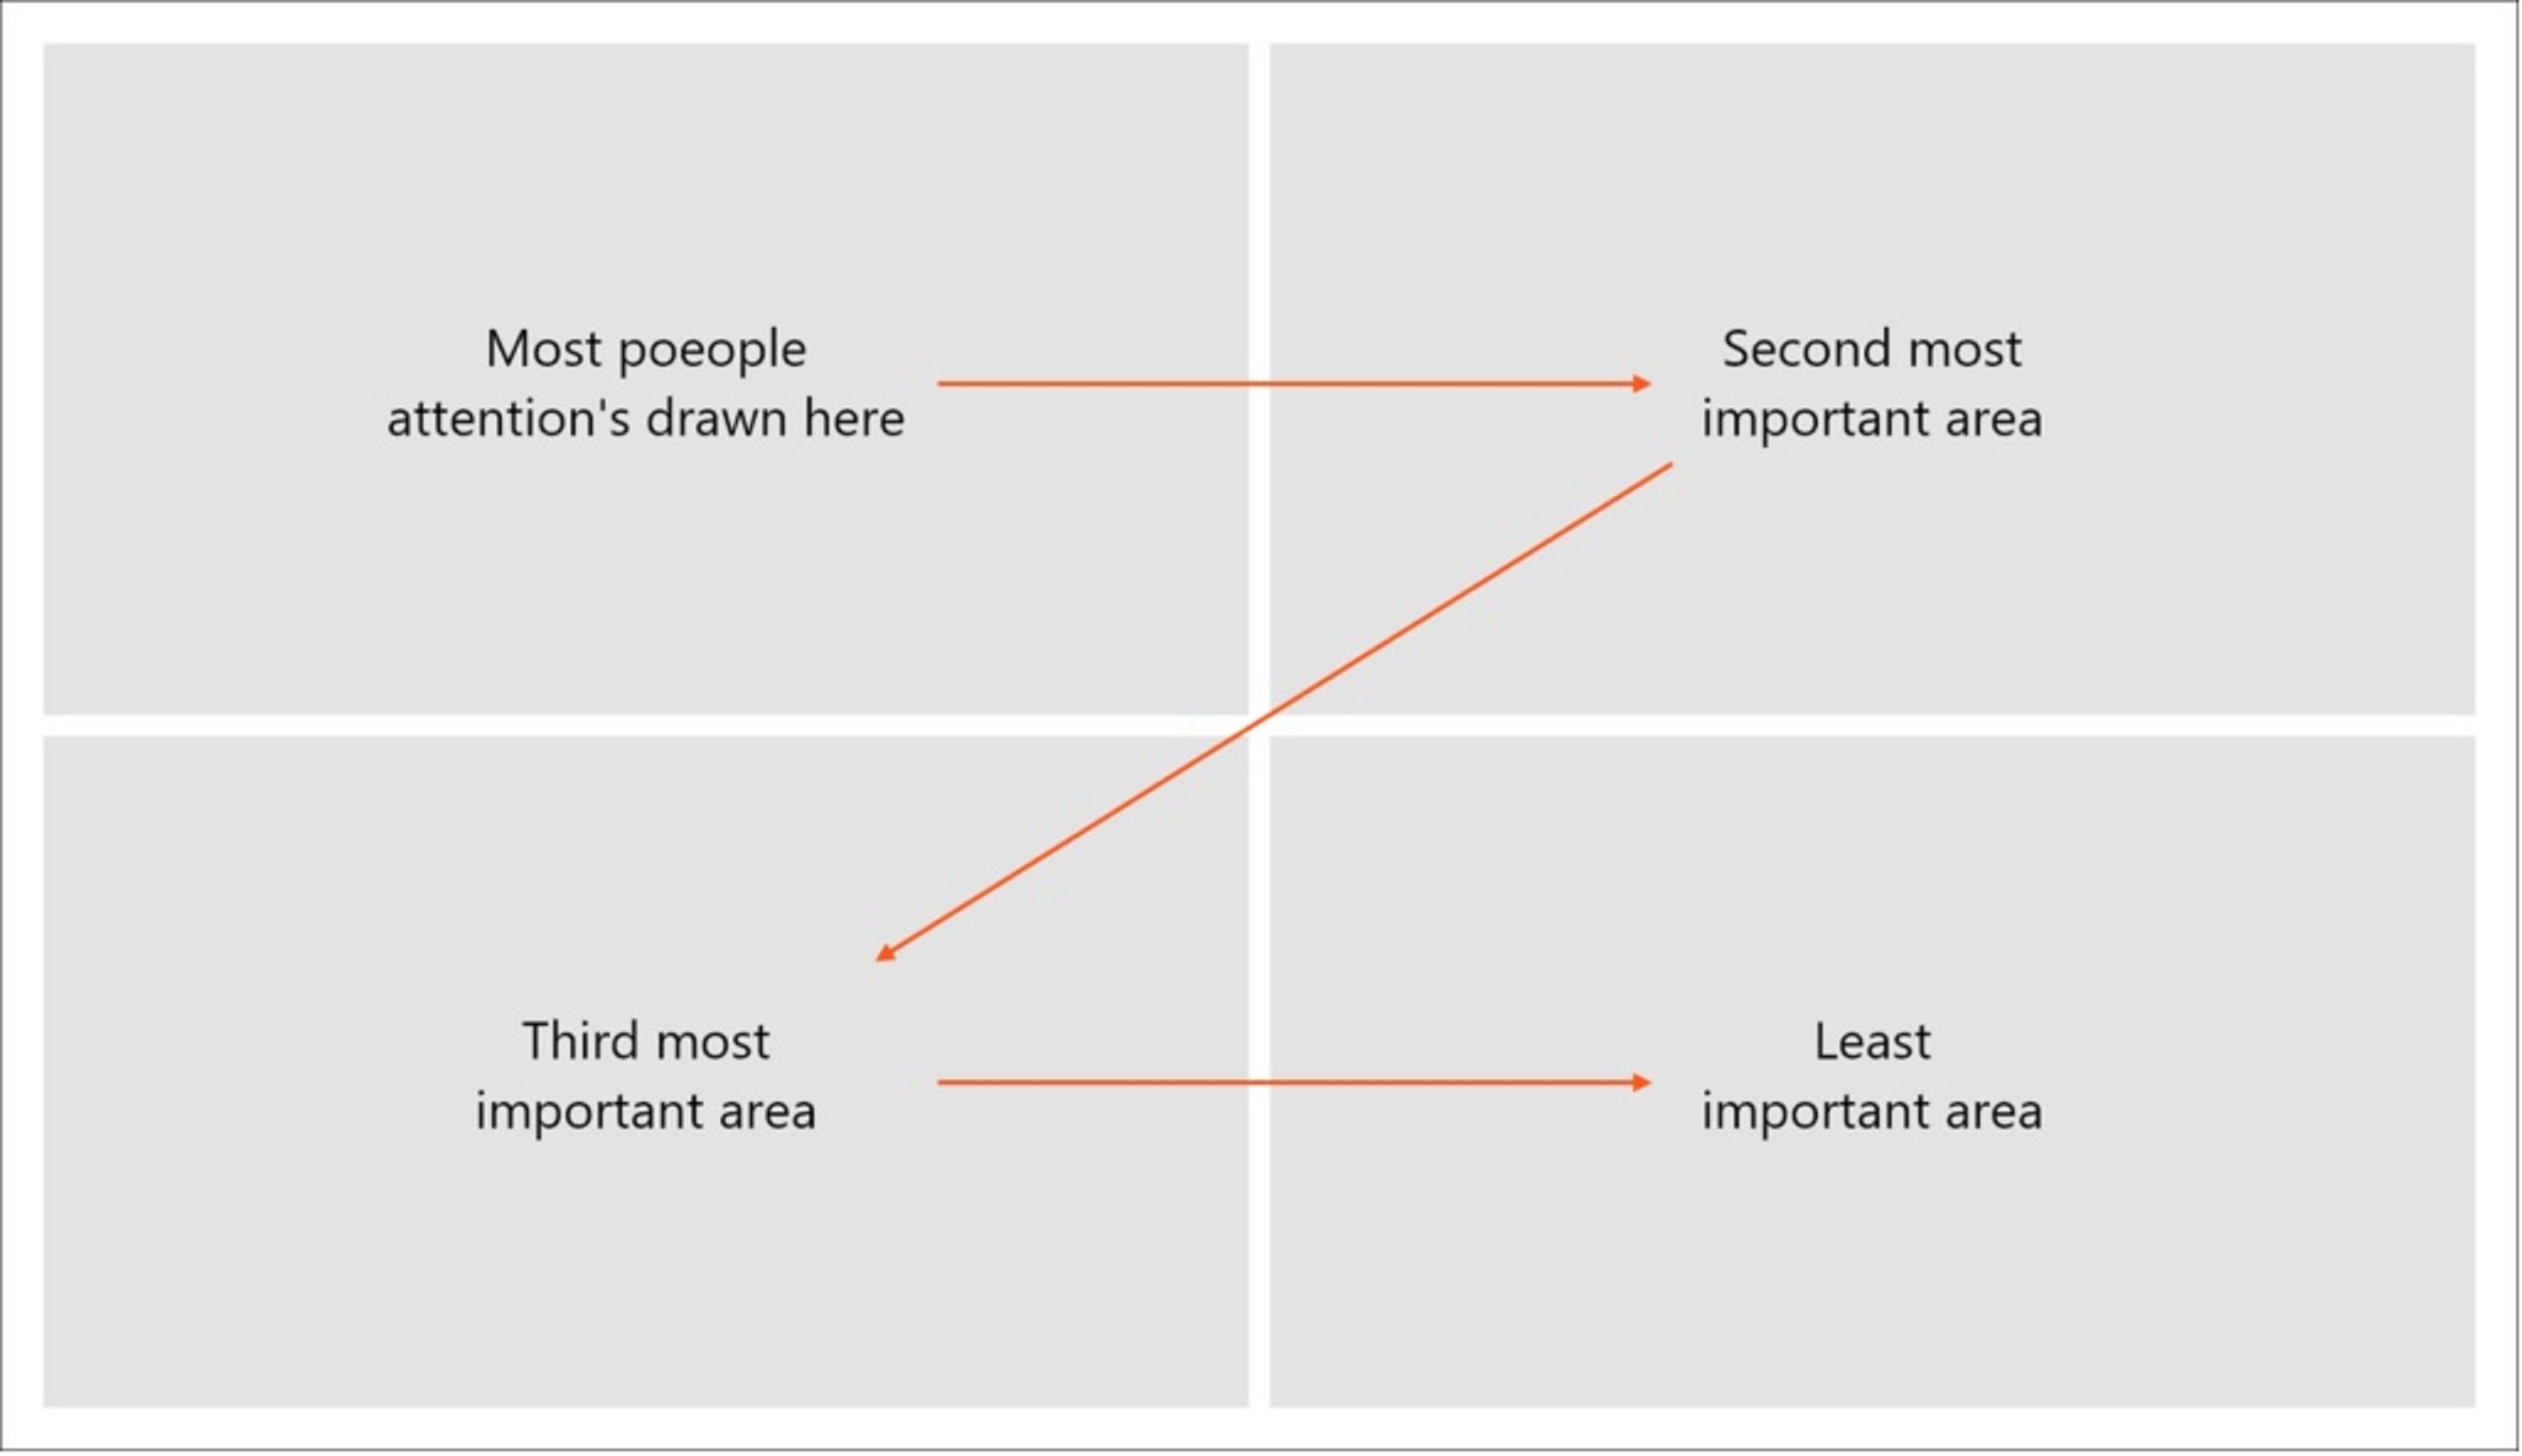 Most poeople
attention's drawn here
Second most
important area
Third most
important area
Least
important area